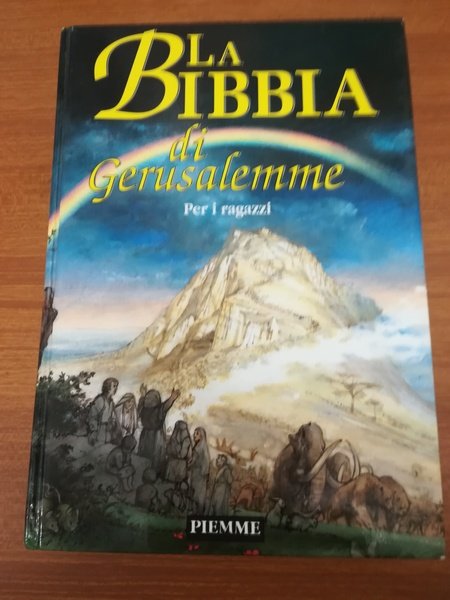 LA
BIBBIA
di
Gerusalemme
Per i ragazzi
PIEMME